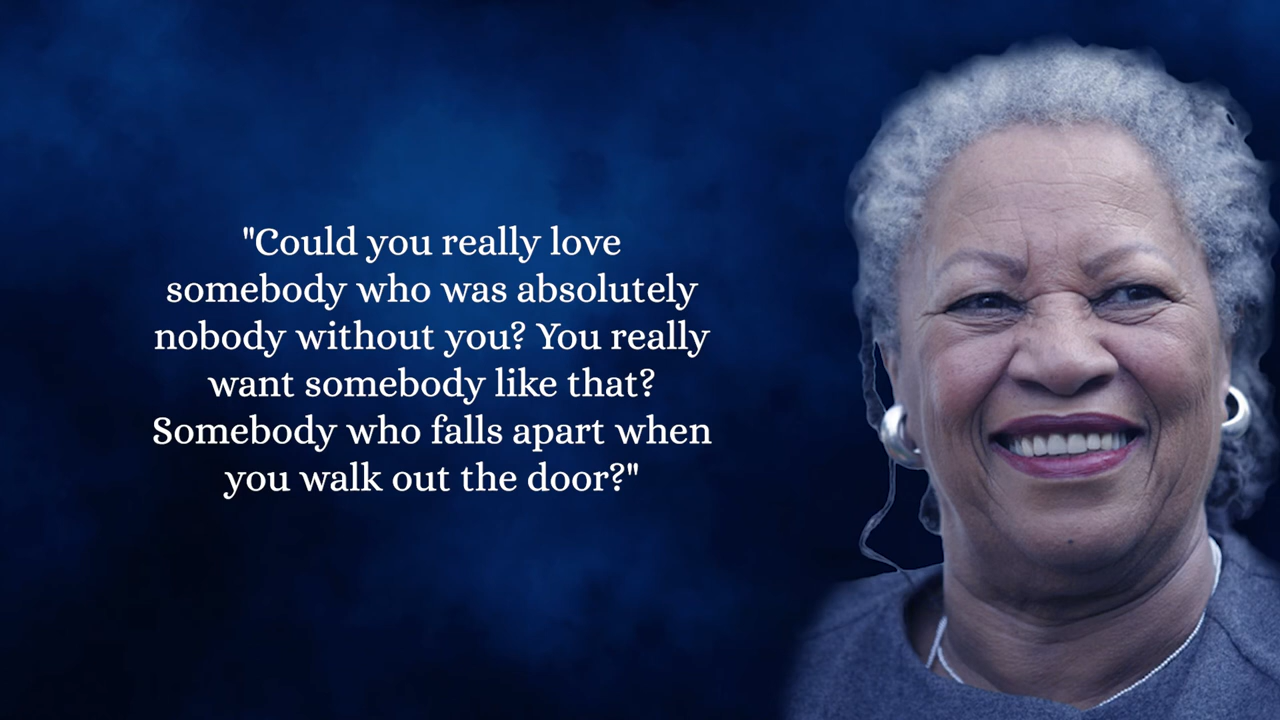 "Could you really love
somebody who was absolutely
nobody without you? You really
want somebody like that?
Somebody who falls apart when
you walk out the door?"